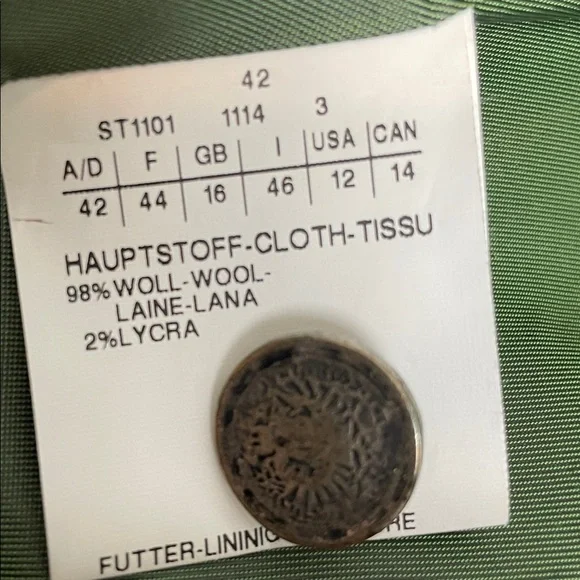 42
ST1101 1114 3
A/D F GB I USA CAN
42 44 16 46 12 14
HAUPTSTOFF-CLOTH-TISSU
98% WOLL-WOOL-
LAINE-LANA
2% LYCRA